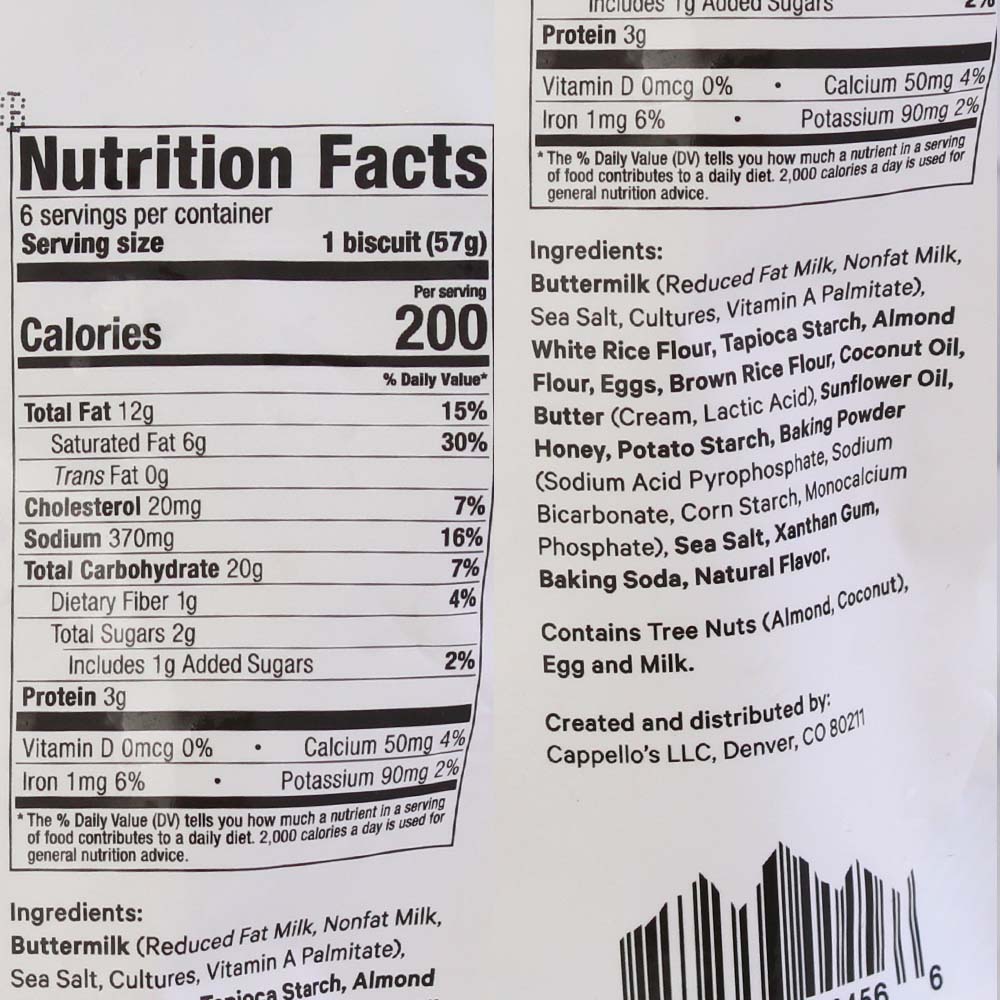 Nutrition Facts
6 servings per container
Serving size 1 biscuit (57g)
Per serving
Calories 200
% Daily Value*
Total Fat 12g 15%
Saturated Fat 6g 30%
Trans Fat 0g
Cholesterol 20mg 7%
Sodium 370mg 16%
Total Carbohydrate 20g 7%
Dietary Fiber 1g 4%
Total Sugars 2g
Includes 1g Added Sugars 2%
Protein 3g
Vitamin D 0mcg 0% • Calcium 50mg 4%
Iron 1mg 6% • Potassium 90mg 2%
* The % Daily Value (DV) tells you how much a nutrient in a serving
of food contributes to a daily diet. 2,000 calories a day is used for
general nutrition advice.
Ingredients:
Buttermilk (Reduced Fat Milk, Nonfat Milk,
Sea Salt, Cultures, Vitamin A Palmitate),
Starch, Almond
Includes 1g Added Sugars 2%
Protein 3g
Vitamin D 0mcg 0% • Calcium 50mg 4%
Iron 1mg 6% • Potassium 90mg 2%
* The % Daily Value (DV) tells you how much a nutrient in a serving
of food contributes to a daily diet. 2,000 calories a day is used for
general nutrition advice.
Ingredients:
Buttermilk (Reduced Fat Milk, Nonfat Milk,
Sea Salt, Cultures, Vitamin A Palmitate),
White Rice Flour, Tapioca Starch, Almond
Flour, Eggs, Brown Rice Flour, Coconut Oil,
Butter (Cream, Lactic Acid), Sunflower Oil,
Honey, Potato Starch, Baking Powder
(Sodium Acid Pyrophosphate, Sodium
Bicarbonate, Corn Starch, Monocalcium
Phosphate), Sea Salt, Xanthan Gum,
Baking Soda, Natural Flavor.
Contains Tree Nuts (Almond, Coconut),
Egg and Milk.
Created and distributed by:
Cappello's LLC, Denver, CO 80211
6